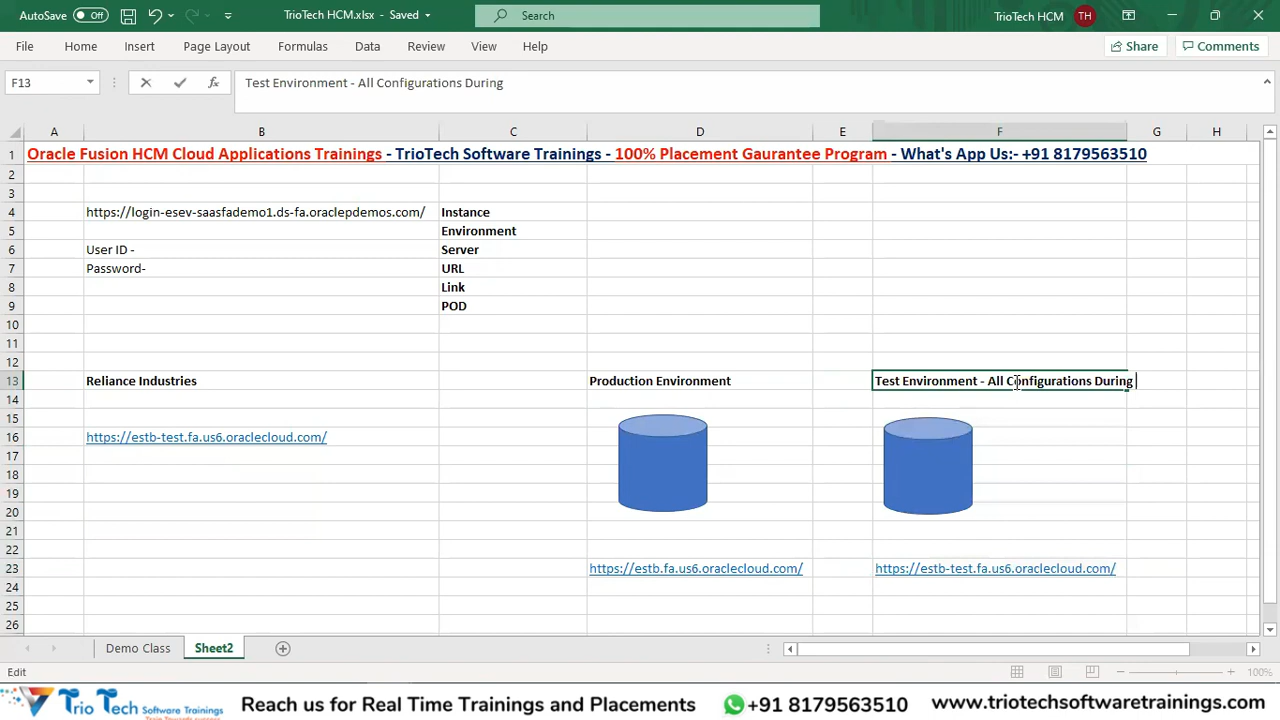 AutoSave Off TrioTech HCM.xlsx - Saved Search TrioTech HCM TH
File Home Insert Page Layout Formulas Data Review View Help Share Comments
F13 fx Test Environment - All Configurations During
A B C D E F G H
1 Oracle Fusion HCM Cloud Applications Trainings - TrioTech Software Trainings - 100% Placement Gaurantee Program - What's App Us:- +91 8179563510
2
3
4 https://login-esev-saasfademo1.ds-fa.oraclepdemos.com/ Instance
5 Environment
6 User ID - Server
7 Password- URL
8 Link
9 POD
10
11
12
13 Reliance Industries Production Environment Test Environment - All Configurations During
14
15
16 https://estb-test.fa.us6.oraclecloud.com/
17
18
19
20
21
22
23 https://estb.fa.us6.oraclecloud.com/ https://estb-test.fa.us6.oraclecloud.com/
24
25
26
Demo Class Sheet2
Edit 100%
Trio Tech Software Trainings Reach us for Real Time Trainings and Placements +91 8179563510 www.triotechsoftwaretrainings.com